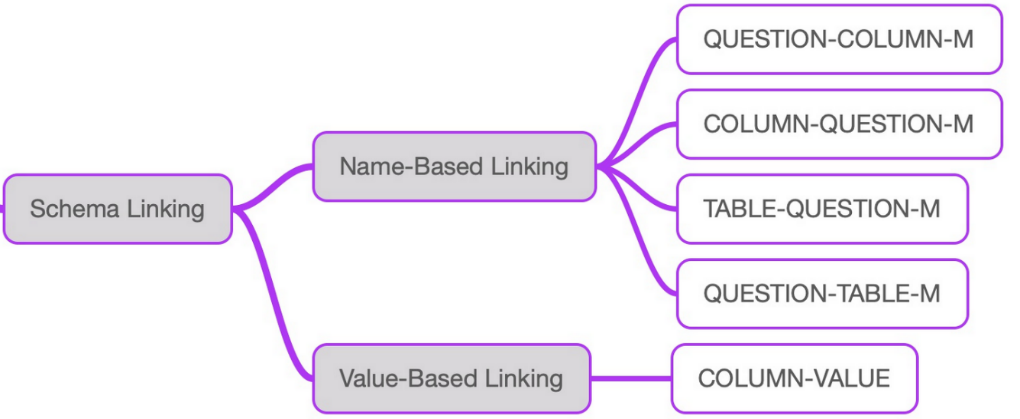 QUESTION-COLUMN-M
COLUMN-QUESTION-M
Name-Based Linking
Schema Linking
TABLE-QUESTION-M
QUESTION-TABLE-M
Value-Based Linking
COLUMN-VALUE